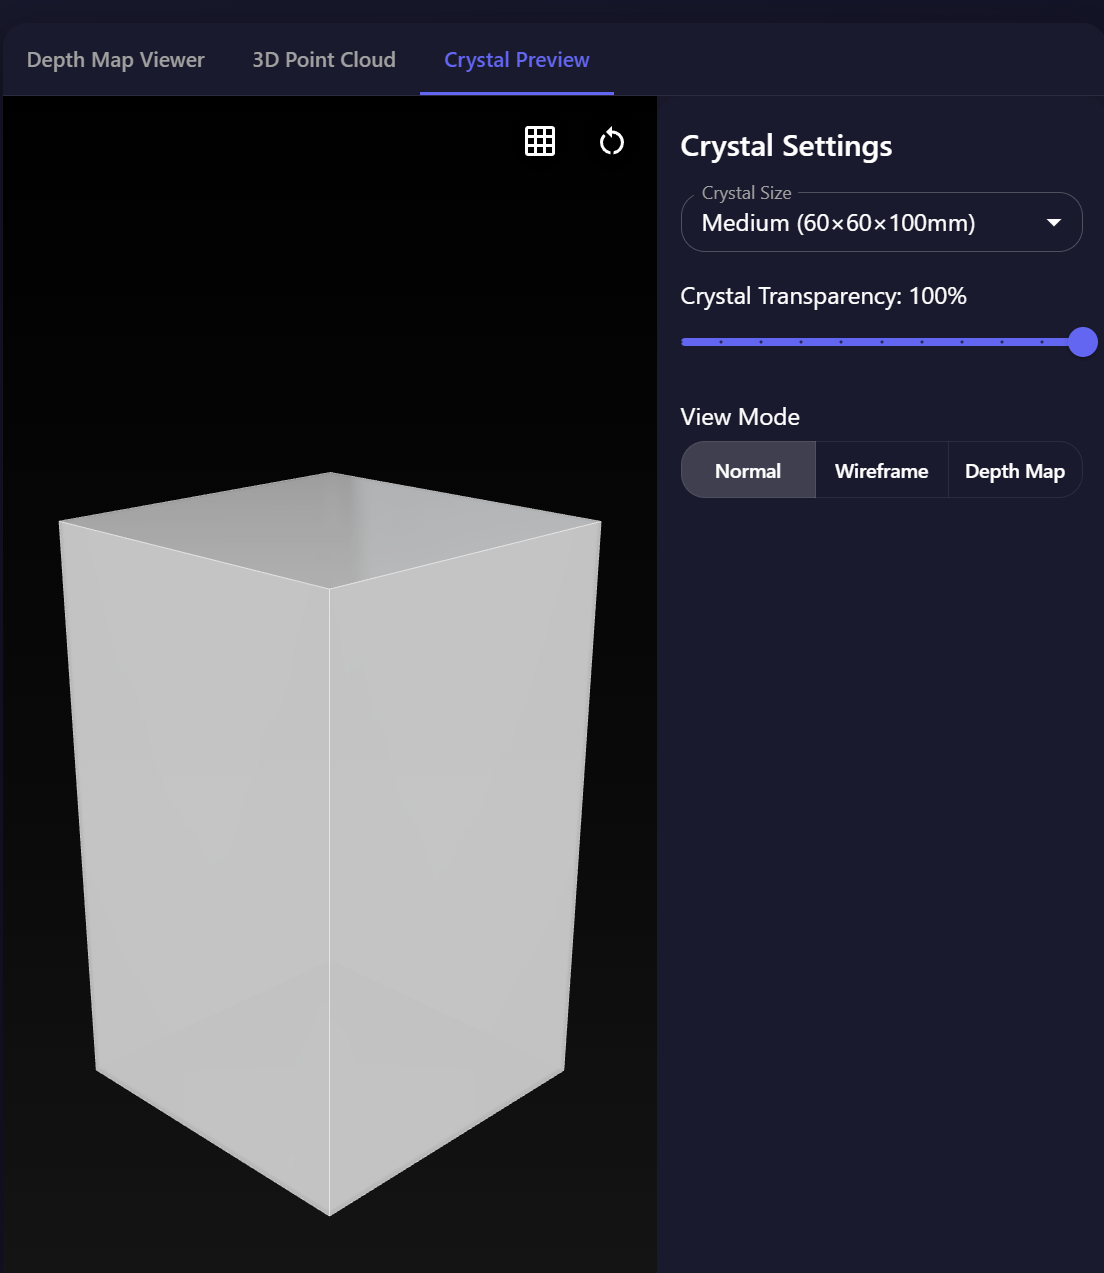 Depth Map Viewer
3D Point Cloud
Crystal Preview
Crystal Settings
Crystal Size
Medium (60×60×100mm)
Crystal Transparency: 100%
View Mode
Normal
Wireframe
Depth Map